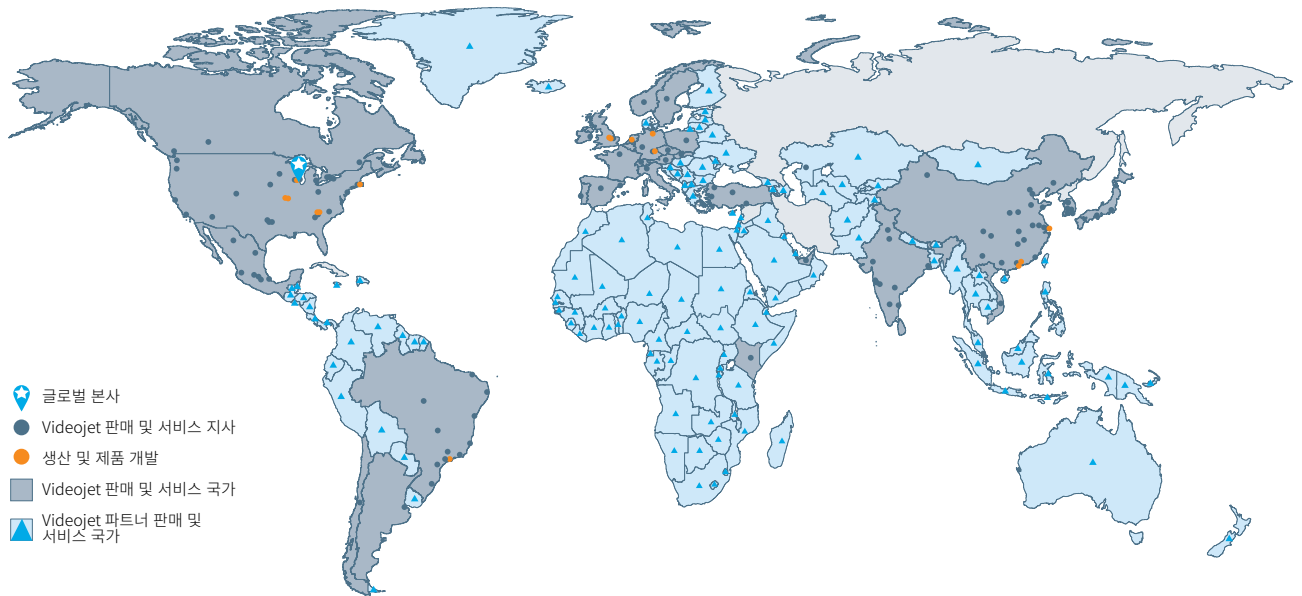 글로벌 본사
Videojet 판매 및 서비스 지사
생산 및 제품 개발
Videojet 판매 및 서비스 국가
Videojet 파트너 판매 및
서비스 국가